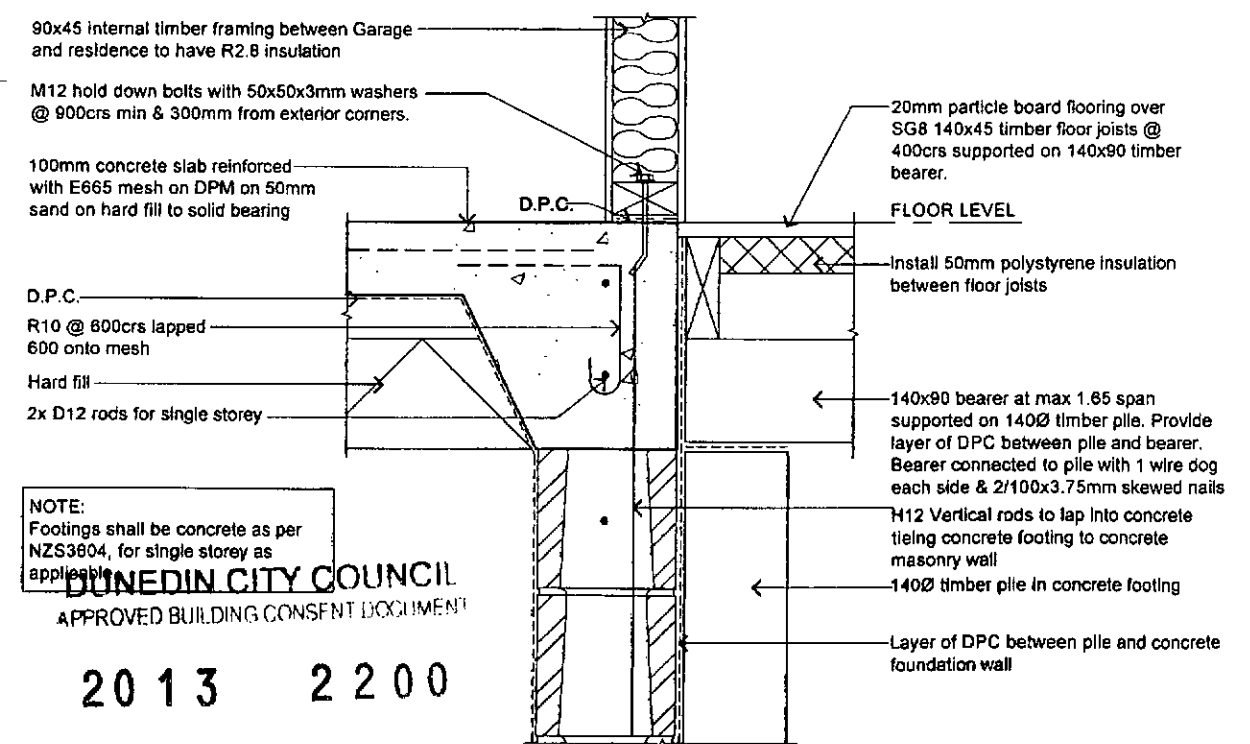 90x45 internal timber framing between Garage
and residence to have R2.8 insulation
M12 hold down bolts with 50x50x3mm washers
@ 900crs min & 300mm from exterior corners.
100mm concrete slab reinforced
with E665 mesh on DPM on 50mm
sand on hard fill to solid bearing
D.P.C.
D.P.C.
R10 @ 600crs lapped
600 onto mesh
Hard fill
2x D12 rods for single storey
NOTE:
Footings shall be concrete as per
NZS3604, for single storey as
applicable
DUNEDIN CITY COUNCIL
APPROVED BUILDING CONSENT DOCUMENT
2013 2200
20mm particle board flooring over
SG8 140x45 timber floor joists @
400crs supported on 140x90 timber
bearer.
FLOOR LEVEL
Install 50mm polystyrene insulation
between floor joists
140x90 bearer at max 1.65 span
supported on 140Ø timber pile. Provide
layer of DPC between pile and bearer.
Bearer connected to pile with 1 wire dog
each side & 2/100x3.75mm skewed nails
H12 Vertical rods to lap into concrete
tieing concrete footing to concrete
masonry wall
140Ø timber pile in concrete footing
Layer of DPC between pile and concrete
foundation wall